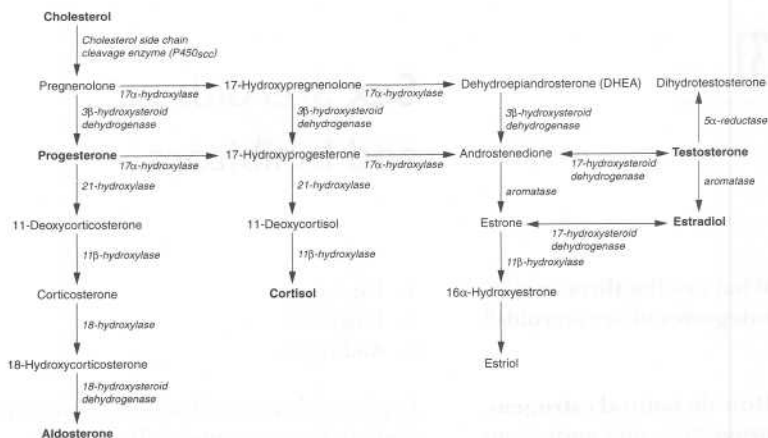 Cholesterol
Cholesterol side chain
cleavage enzyme (P450SCC)
Pregnenolone
17α-hydroxylase
17-Hydroxypregnenolone
17α-hydroxylase
Dehydroepiandrosterone (DHEA)
Dihydrotestosterone
3β-hydroxysteroid
dehydrogenase
3β-hydroxysteroid
dehydrogenase
3β-hydroxysteroid
dehydrogenase
5α-reductase
Progesterone
17α-hydroxylase
17-Hydroxyprogesterone
17α-hydroxylase
Androstenedione
17-hydroxysteroid
dehydrogenase
Testosterone
21-hydroxylase
21-hydroxylase
aromatase
aromatase
11-Deoxycorticosterone
11-Deoxycortisol
Estrone
17-hydroxysteroid
dehydrogenase
Estradiol
11β-hydroxylase
11β-hydroxylase
11β-hydroxylase
Corticosterone
Cortisol
16α-Hydroxyestrone
18-hydroxylase
18-Hydroxycorticosterone
Estriol
18-hydroxysteroid
dehydrogenase
Aldosterone